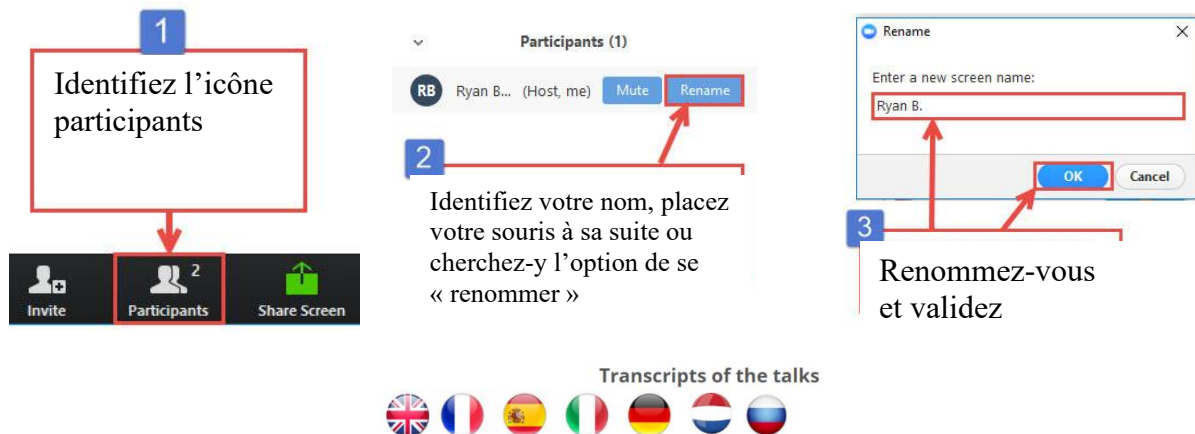 1
Identifiez l’icône
participants
Invite
Participants
2
Share Screen
Participants (1)
RB
Ryan B... (Host, me)
Mute
Rename
2
Identifiez votre nom, placez
votre souris à sa suite ou
cherchez-y l’option de se
« renommer »
Rename
Enter a new screen name:
Ryan B.
OK
Cancel
3
Renommez-vous
et validez
Transcripts of the talks